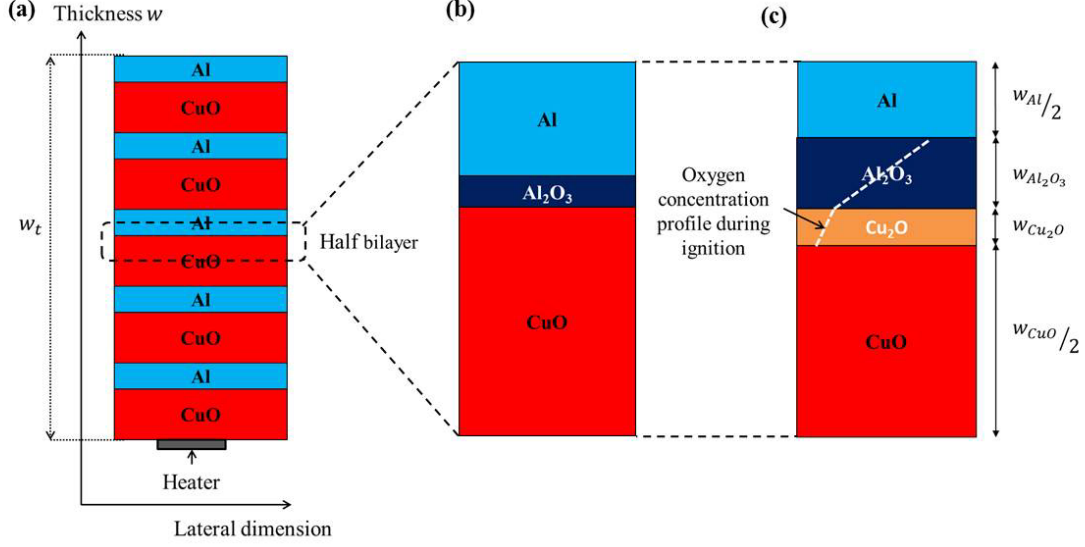 (a)
Thickness w
Al
CuO
Al
CuO
Al
CuO
Al
CuO
Al
CuO
w_t
Half bilayer
Heater
Lateral dimension
(b)
Al
Al₂O₃
CuO
(c)
Al
Al₂O₃
Cu₂O
CuO
Oxygen
concentration
profile during
ignition
w_Al/2
w_Al₂O₃
w_Cu₂O
w_CuO/2